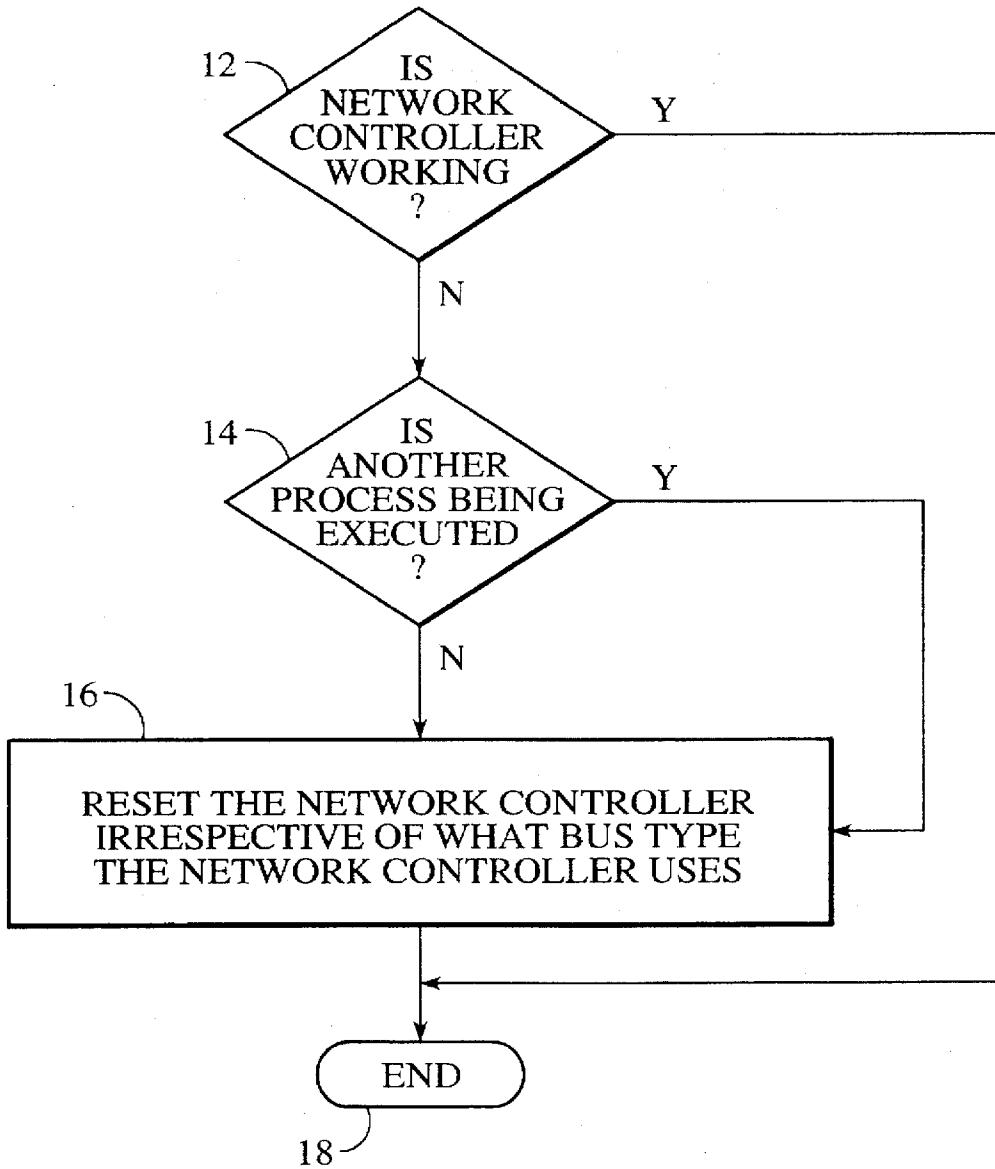 12
IS
NETWORK
CONTROLLER
WORKING
?
Y
N
14
IS
ANOTHER
PROCESS BEING
EXECUTED
?
Y
N
16
RESET THE NETWORK CONTROLLER
IRRESPECTIVE OF WHAT BUS TYPE
THE NETWORK CONTROLLER USES
END
18